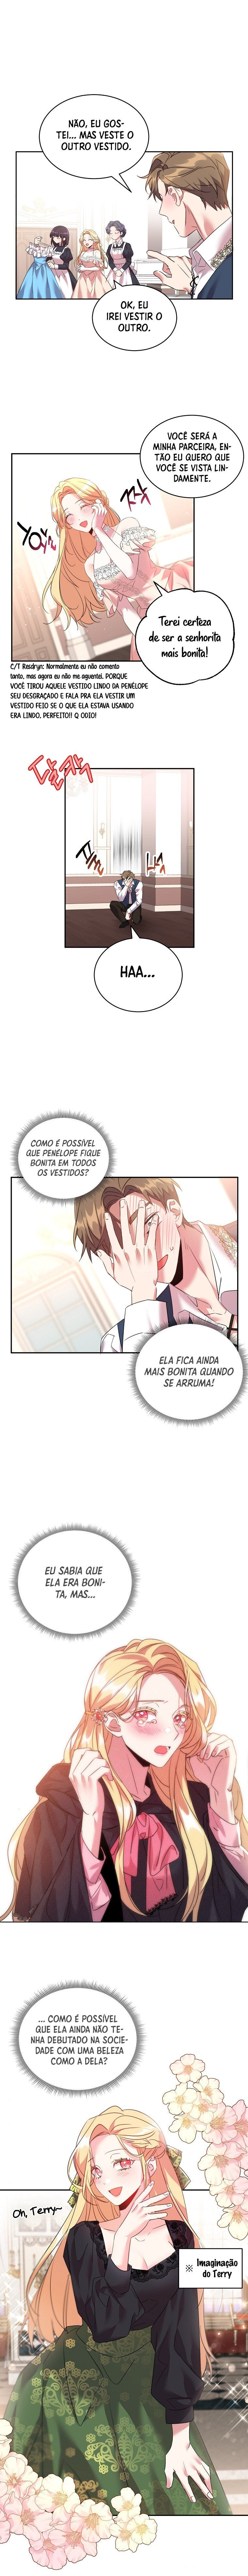 NÃO, EU GOS-
TEI... MAS VESTE O
OUTRO VESTIDO.
OK, EU
IREI VESTIR O
OUTRO.
VOCÊ SERÁ A
MINHA PARCEIRA, EN-
TÃO EU QUERO QUE
VOCÊ SE VISTA LIN-
DAMENTE.
YAY~
Terei certeza
de ser a senhorita
mais bonita!
C/T Resdryn: Normalmente eu não comento
tanto, mas agora eu não me aguentei. PORQUE
VOCÊ TIROU AQUELE VESTIDO LINDO DA PENÉLOPE
SEU DESGRAÇADO E FALA PRA ELA VESTIR UM
VESTIDO FEIO SE O QUE ELA ESTAVA USANDO
ERA LINDO. PERFEITO!! Q ODIO!
HAA...
COMO É POSSÍVEL
QUE PENÉLOPE FIQUE
BONITA EM TODOS
OS VESTIDOS?
ELA FICA AINDA
MAIS BONITA QUANDO
SE ARRUMA!
EU SABIA QUE
ELA ERA BONI-
TA, MAS...
... COMO É POSSÍVEL
QUE ELA AINDA NÃO TE-
NHA DEBUTADO NA SOCIE-
DADE COM UMA BELEZA
COMO A DELA?
Oh, Terry~
※ Imaginação
do Terry